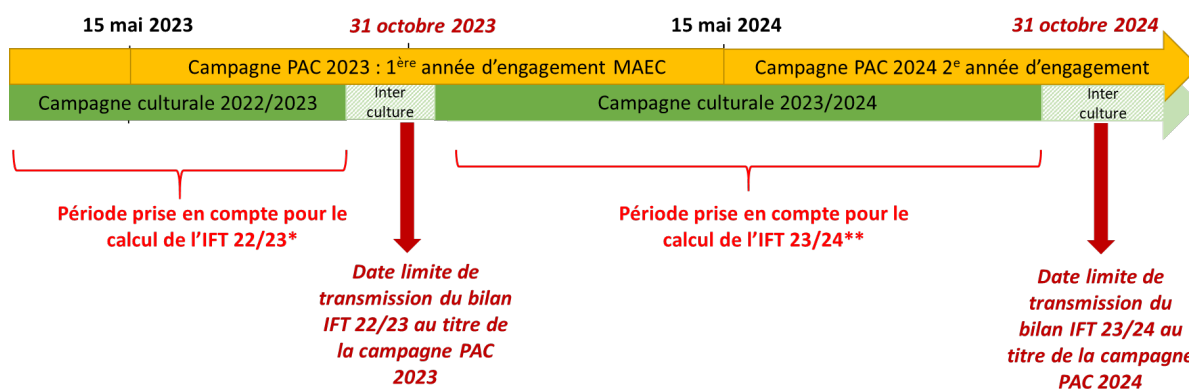 15 mai 2023
31 octobre 2023
15 mai 2024
31 octobre 2024
Campagne PAC 2023 : 1ère année d’engagement MAEC
Campagne PAC 2024 2e année d’engagement
Campagne culturale 2022/2023
Inter
culture
Campagne culturale 2023/2024
Inter
culture
Période prise en compte pour le
calcul de l’IFT 22/23*
Période prise en compte pour le
calcul de l’IFT 23/24**
Date limite de
transmission du bilan
IFT 22/23 au titre de
la campagne PAC
2023
Date limite de
transmission du
bilan IFT 23/24 au
titre de la campagne
PAC 2024